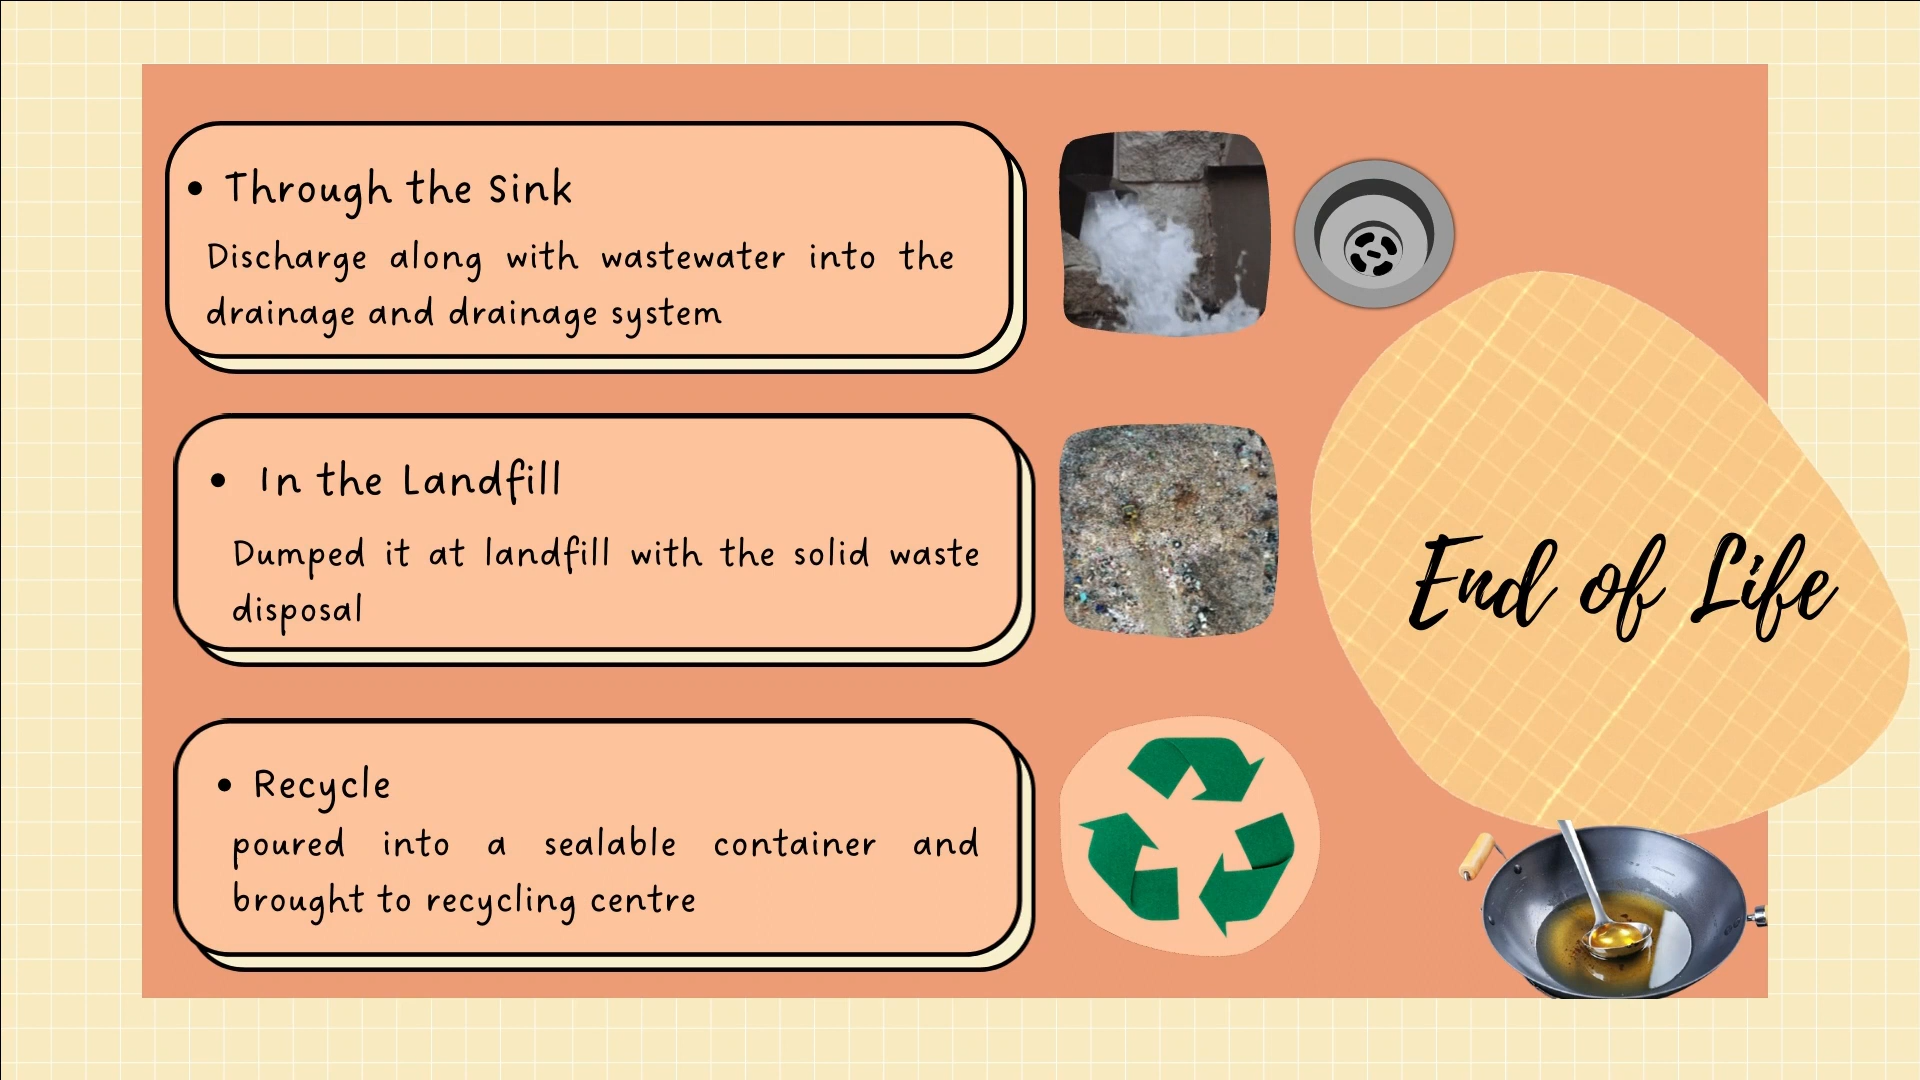 • Through the Sink
Discharge along with wastewater into the
drainage and drainage system
• In the Landfill
Dumped it at landfill with the solid waste
disposal
• Recycle
poured into a sealable container and
brought to recycling centre
End of Life